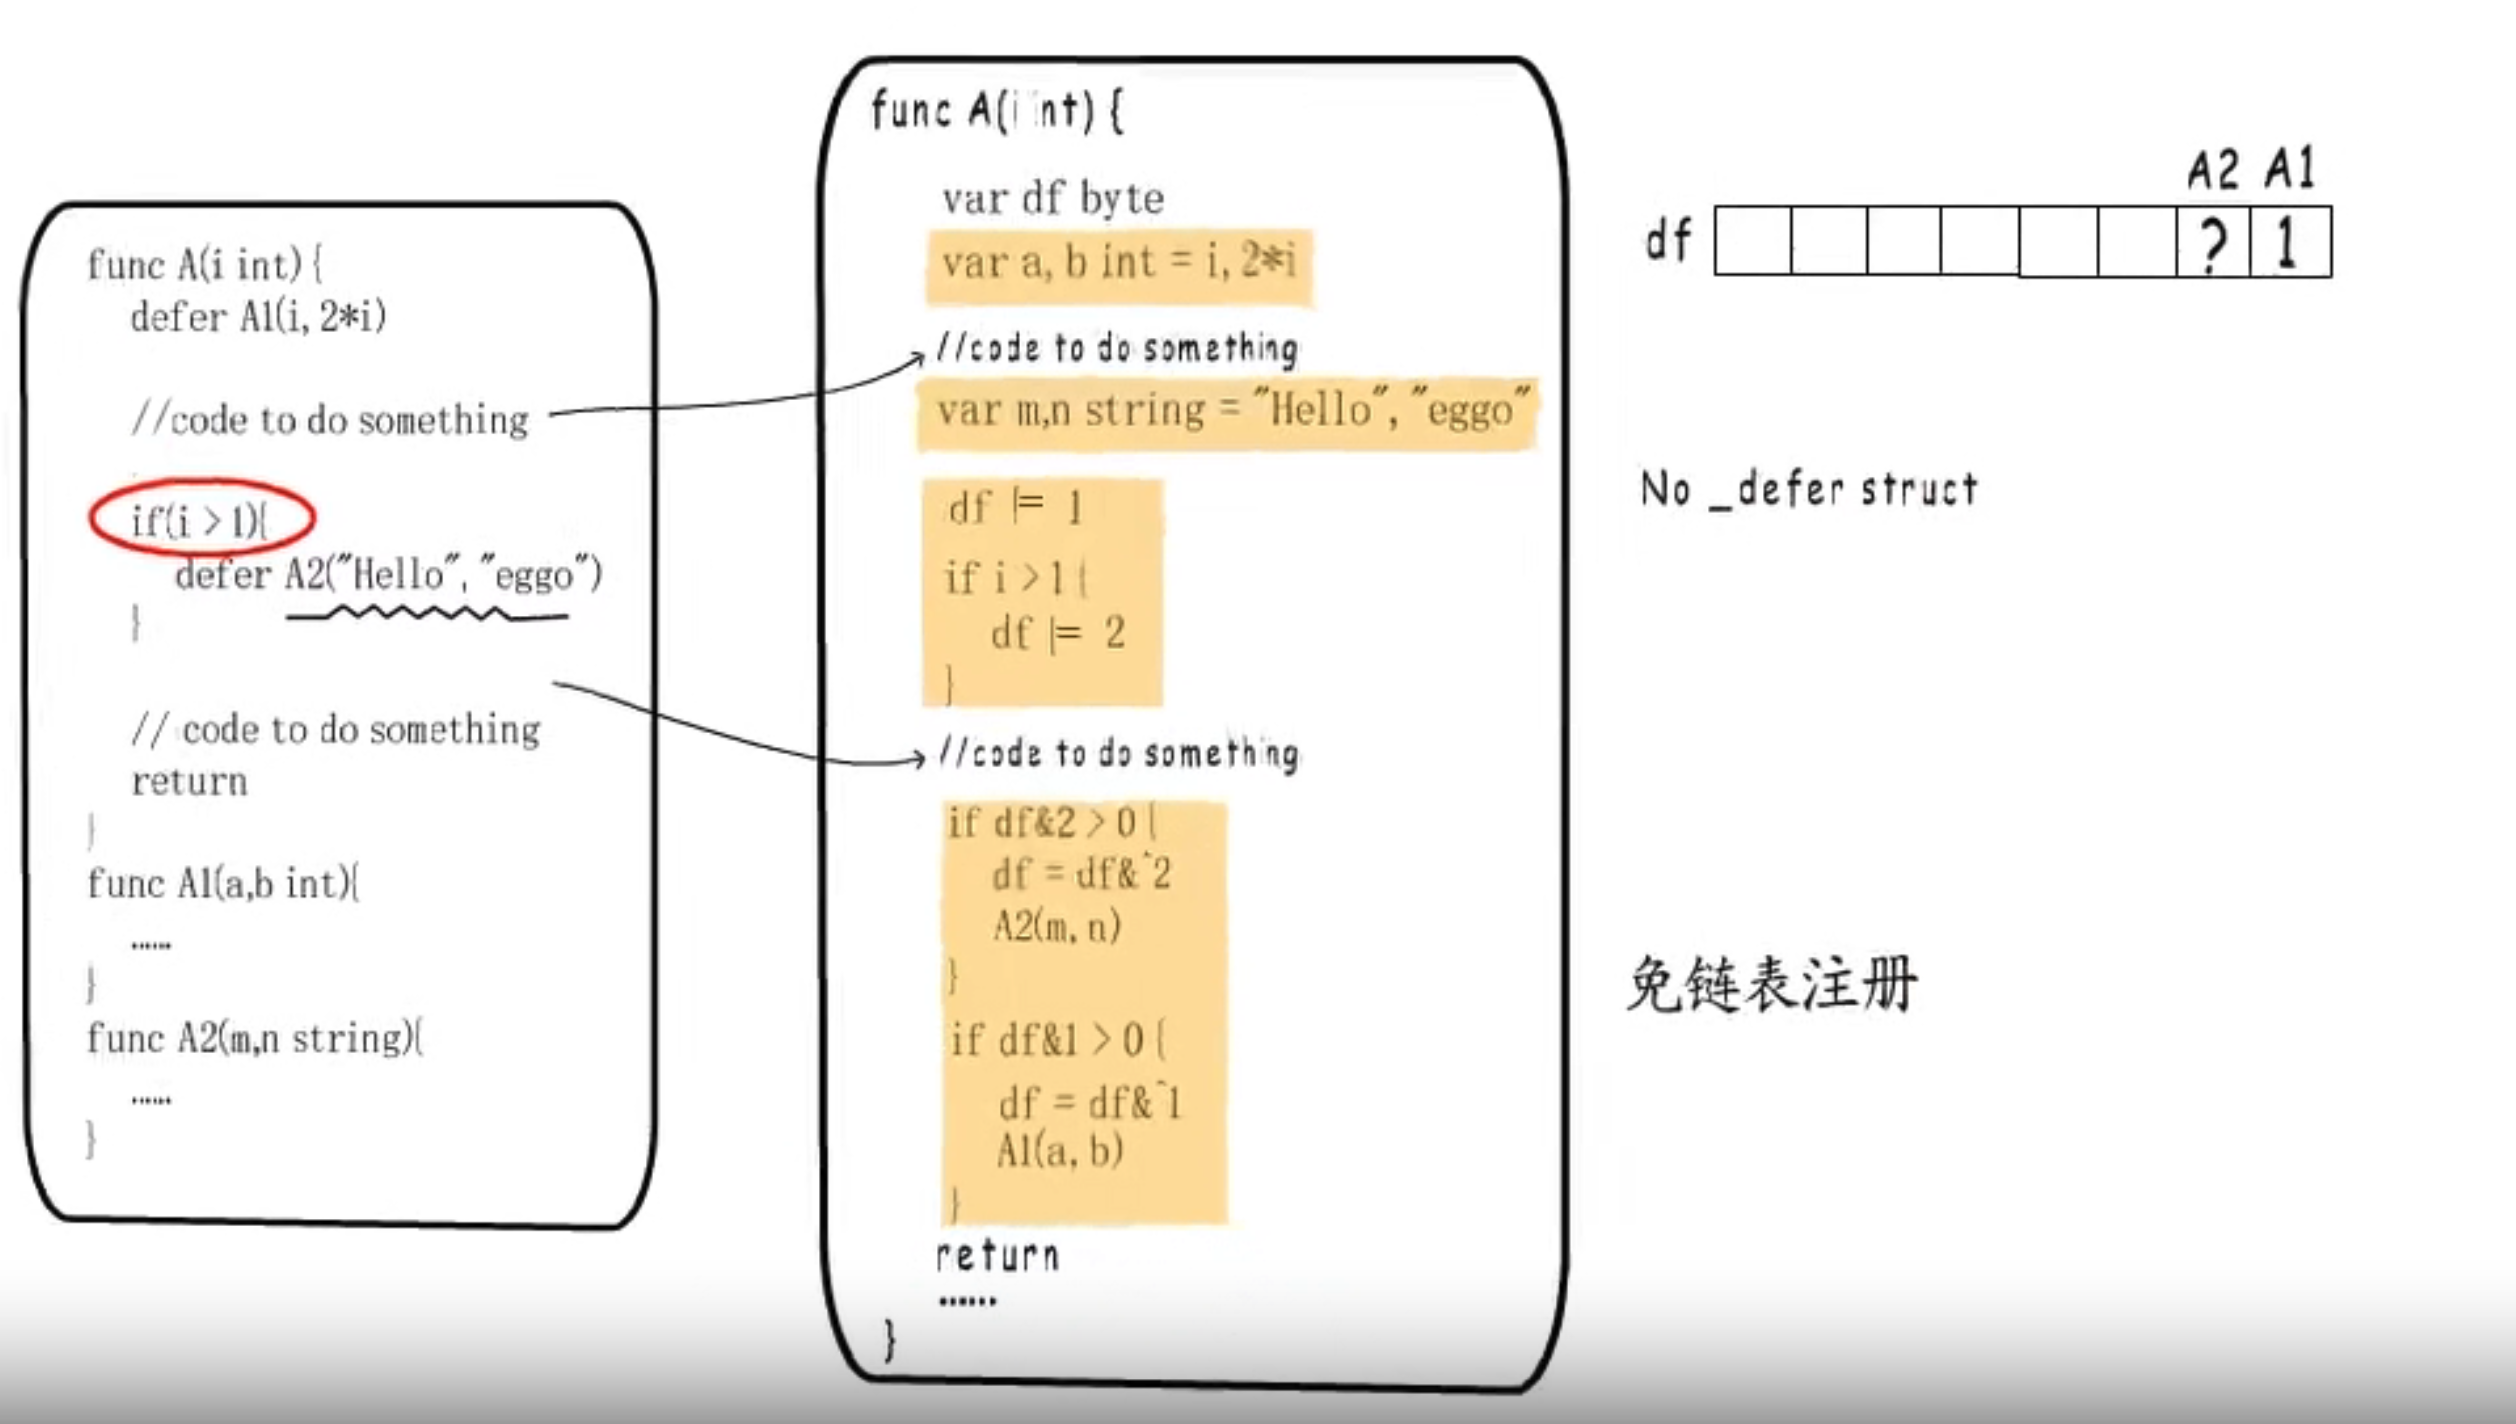 func A(i int) {
defer A1(i, 2*i)
//code to do something
if(i > 1){
defer A2("Hello", "eggo")
}
// code to do something
return
}
func A1(a,b int){
......
}
func A2(m,n string){
......
}
func A(i int) {
var df byte
var a, b int = i, 2*i
//code to do something
var m,n string = "Hello", "eggo"
df |= 1
if i > 1 {
df |= 2
}
//code to do something
if df&2 > 0 {
df = df&^2
A2(m, n)
}
if df&1 > 0 {
df = df&^1
A1(a, b)
}
return
......
}
A2 A1
df ? 1
No _defer struct
免链表注册